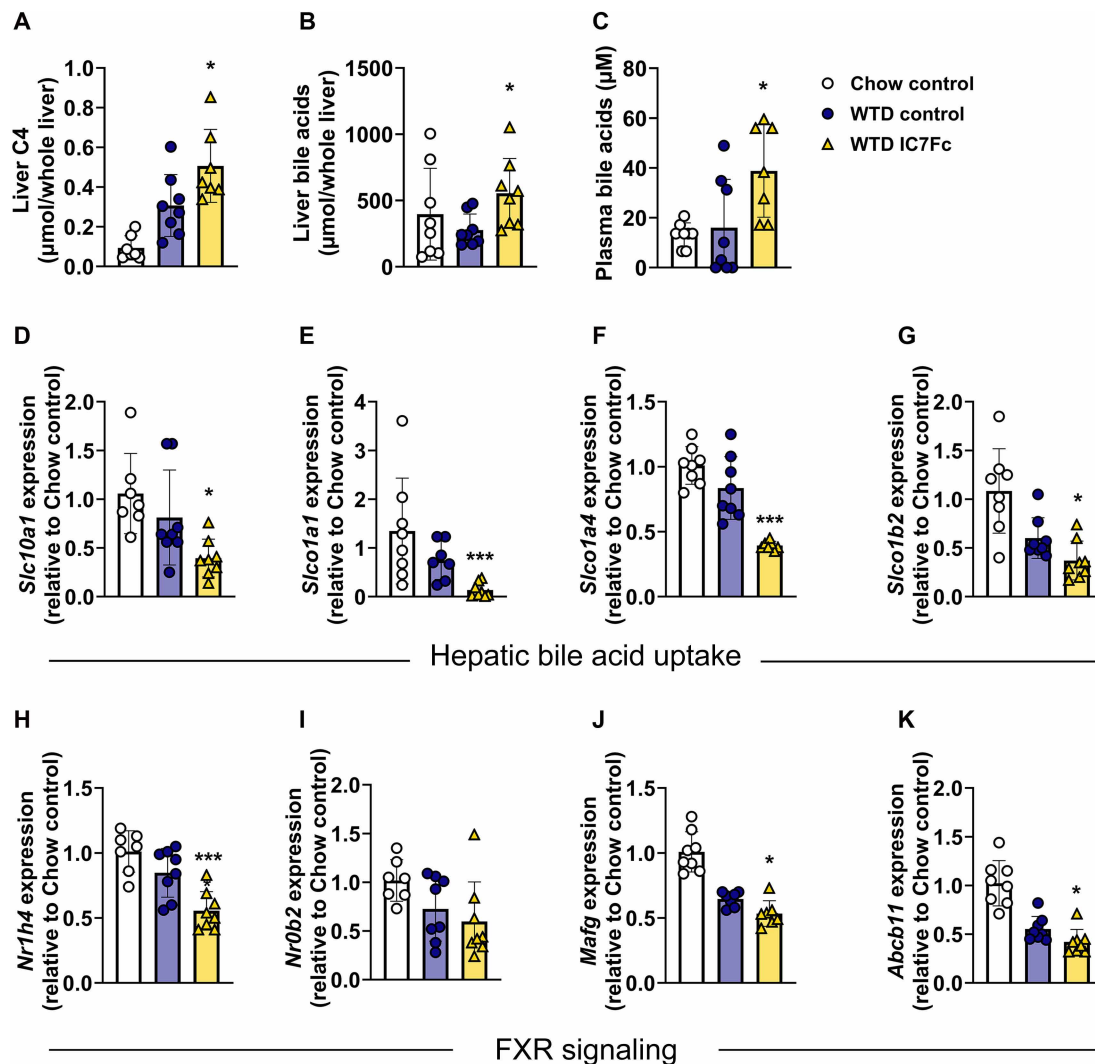 A
B
C
Liver C4
(µmol/whole liver)
1.0
0.8
0.6
0.4
0.2
0.0
*
Liver bile acids
(µmol/whole liver)
1500
1000
500
0
*
Plasma bile acids (µM)
80
60
40
20
0
*
Chow control
WTD control
WTD IC7Fc
D
E
F
G
Slc10a1 expression
(relative to Chow control)
2.0
1.5
1.0
0.5
0.0
*
Slco1a1 expression
(relative to Chow control)
4
3
2
1
0
***
Slco1a4 expression
(relative to Chow control)
1.5
1.0
0.5
0.0
***
Slco1b2 expression
(relative to Chow control)
2.0
1.5
1.0
0.5
0.0
*
Hepatic bile acid uptake
H
I
J
K
Nr1h4 expression
(relative to Chow control)
1.5
1.0
0.5
0.0
***
*
Nr0b2 expression
(relative to Chow control)
2.0
1.5
1.0
0.5
0.0
Mafg expression
(relative to Chow control)
1.5
1.0
0.5
0.0
*
Abcb11 expression
(relative to Chow control)
2.0
1.5
1.0
0.5
0.0
*
FXR signaling